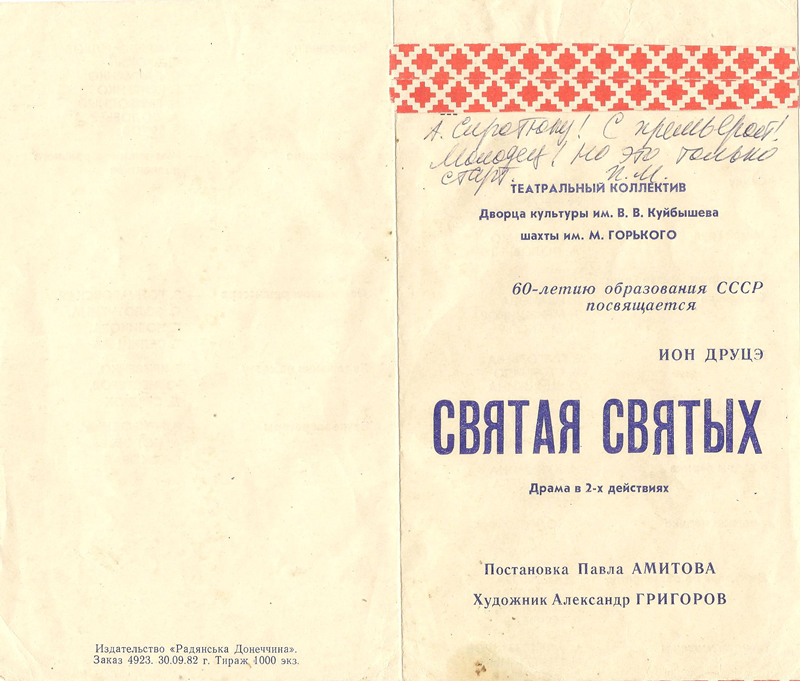 А. Сиротюку! С премьерой!
Молодец! Но это только
старт. П.М.
ТЕАТРАЛЬНЫЙ КОЛЛЕКТИВ
Дворца культуры им. В. В. Куйбышева
шахты им. М. ГОРЬКОГО
60-летию образования СССР
посвящается
ИОН ДРУЦЭ
СВЯТАЯ СВЯТЫХ
Драма в 2-х действиях
Постановка Павла АМИТОВА
Художник Александр ГРИГОРОВ
Издательство «Радянська Донеччина».
Заказ 4923. 30.09.82 г. Тираж 1000 экз.